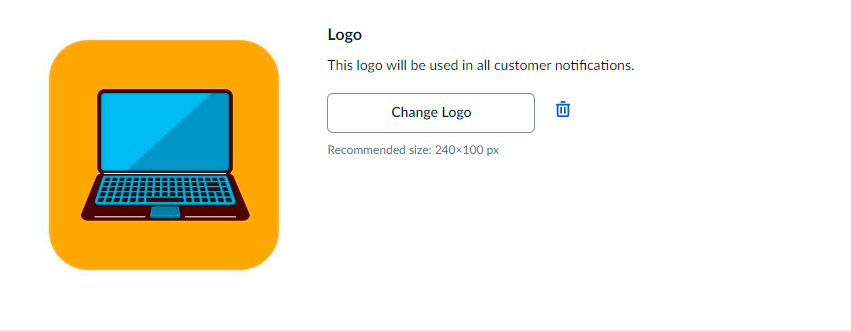 Logo
This logo will be used in all customer notifications.
Change Logo
Recommended size: 240×100 px